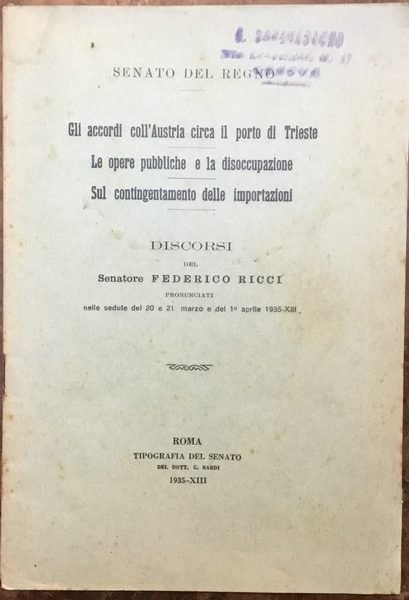 SENATO DEL REGNO
Gli accordi coll'Austria circa il porto di Trieste
Le opere pubbliche e la disoccupazione
Sul contingentamento delle importazioni
DISCORSI
DEL
Senatore FEDERICO RICCI
PRONUNCIATI
nelle sedute del 20 e 21 marzo e del 1º aprile 1935-XIII
ROMA
TIPOGRAFIA DEL SENATO
DEL DOTT. G. BARDI
1935-XIII